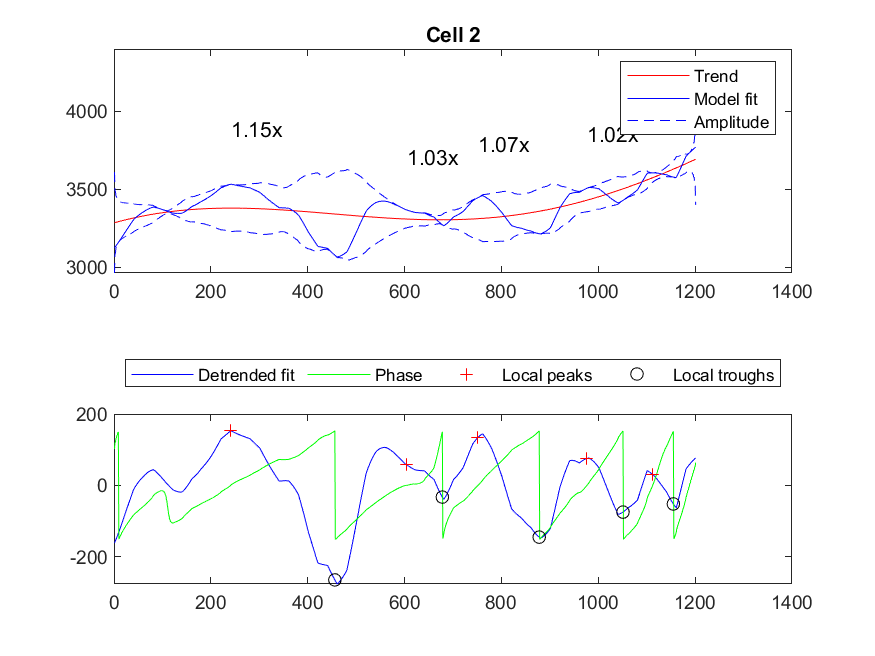 Cell 2
4000
3500
3000
1.15x
1.03x
1.07x
1.02x
Trend
Model fit
Amplitude
0 200 400 600 800 1000 1200 1400
Detrended fit Phase Local peaks Local troughs
200
0
-200
0 200 400 600 800 1000 1200 1400